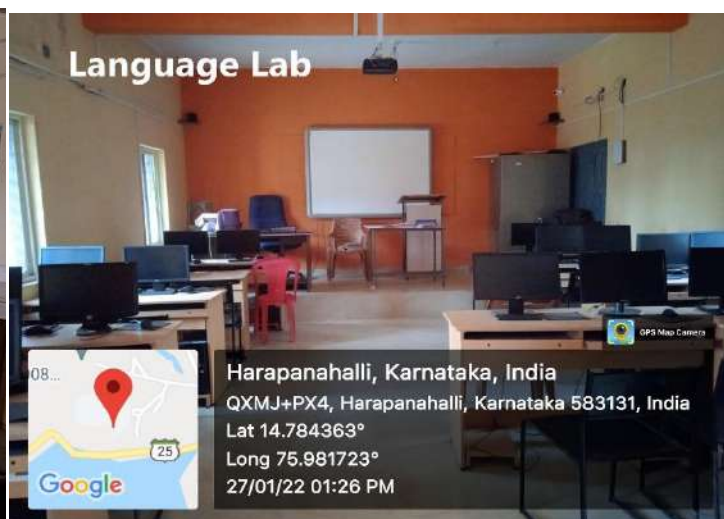 Language Lab
GPS Map Camera
08...
25
Google
Harapanahalli, Karnataka, India
QXMJ+PX4, Harapanahalli, Karnataka 583131, India
Lat 14.784363°
Long 75.981723°
27/01/22 01:26 PM